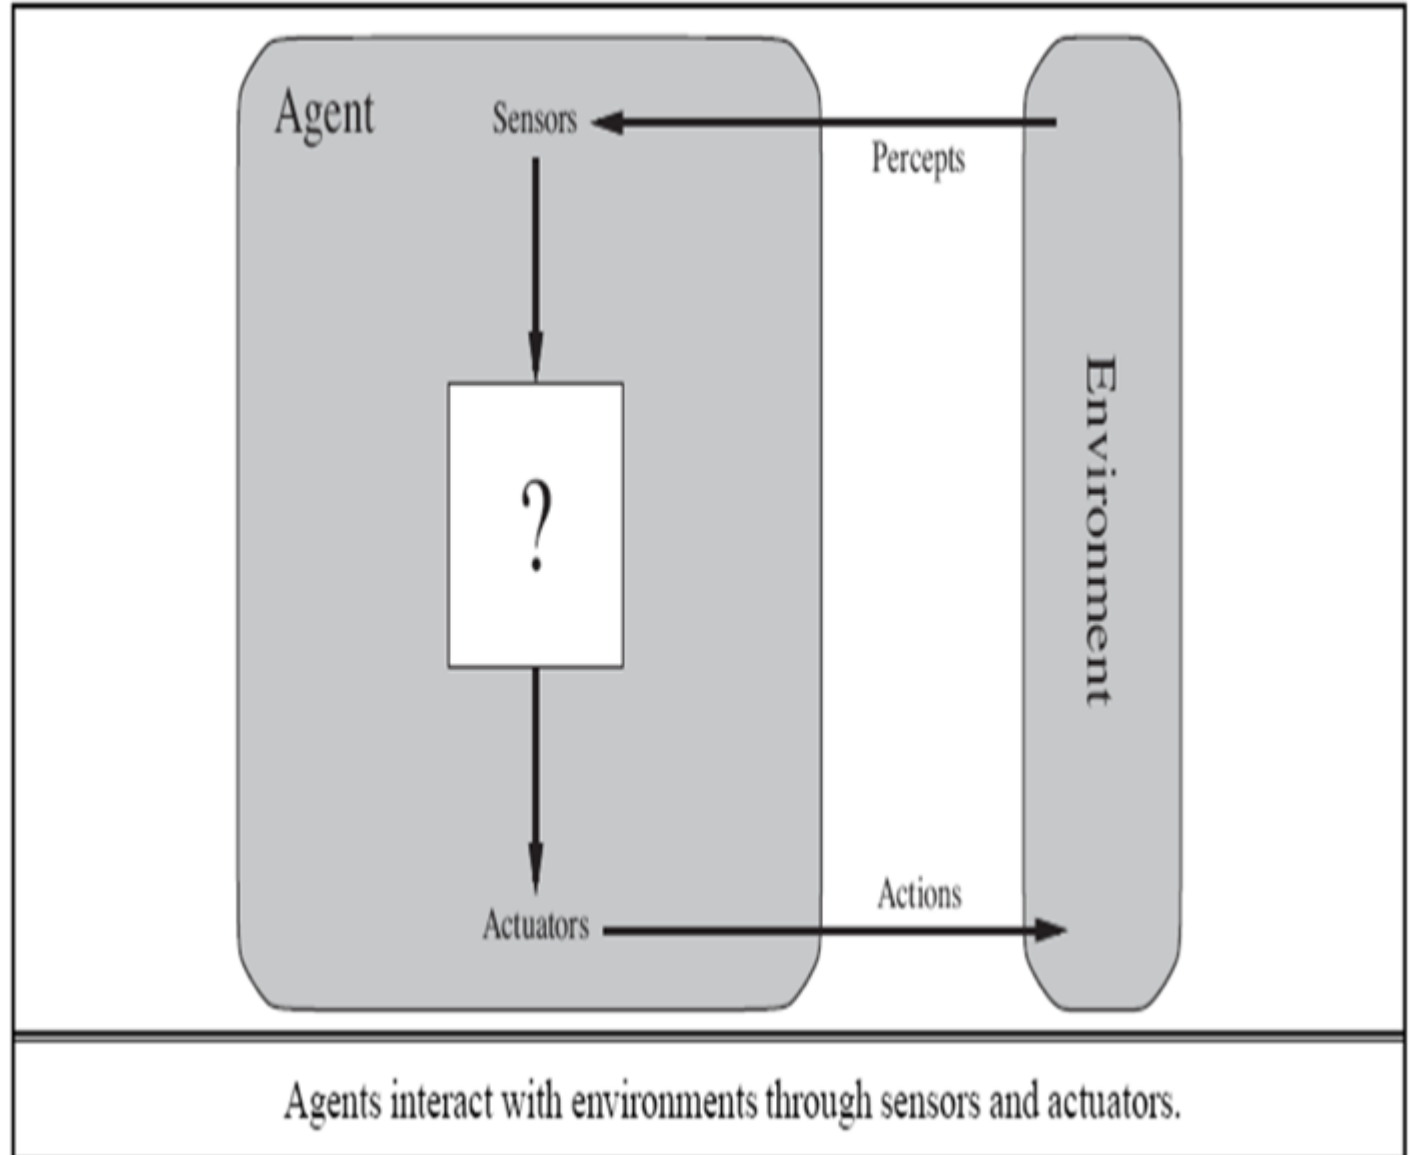 Agent
Sensors
Percepts
?
Environment
Actions
Actuators
Agents interact with environments through sensors and actuators.